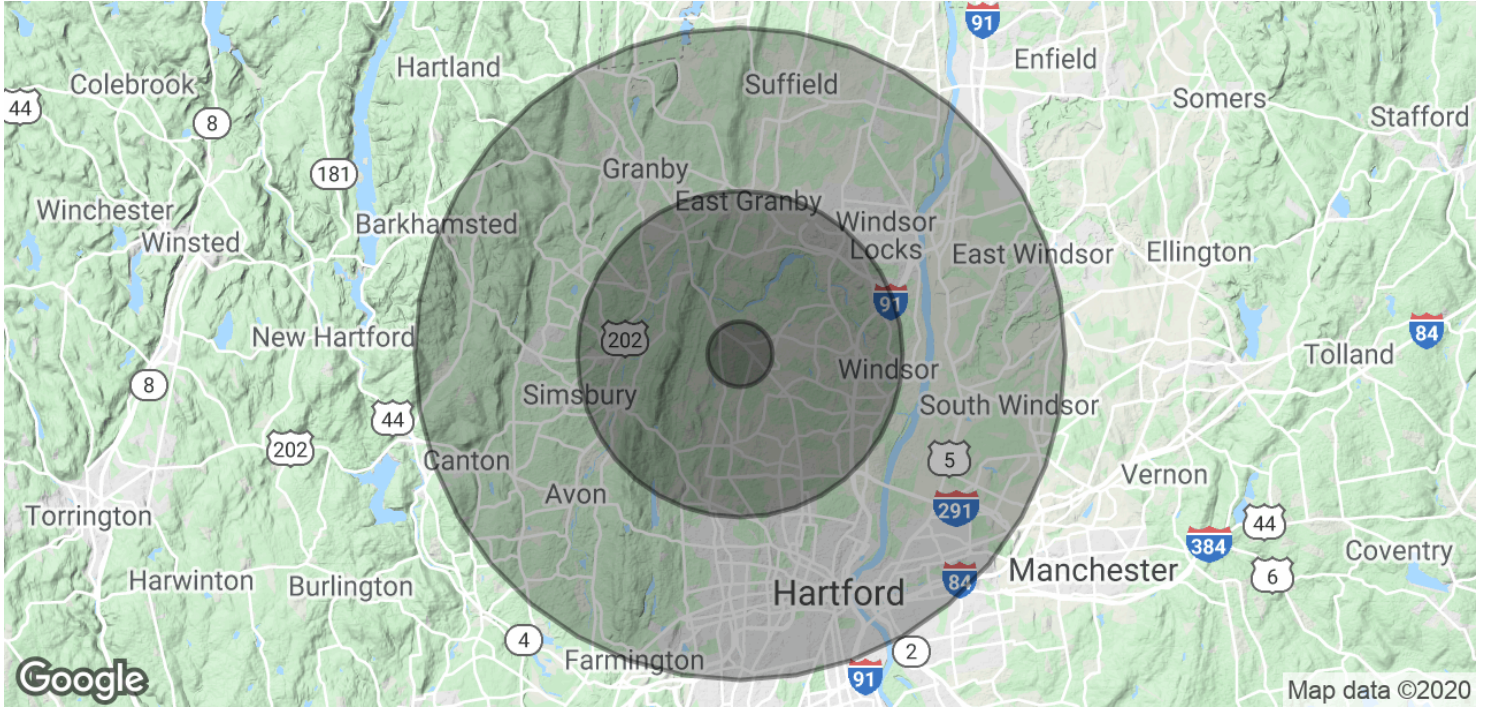 91
Enfield
Hartland
Colebrook
Suffield
Somers
44
8
Stafford
Granby
181
East Granby
Winchester
Barkhamsted
Windsor
Locks
Winsted
East Windsor
Ellington
91
New Hartford
202
84
Tolland
Windsor
8
Simsbury
South Windsor
44
202
Canton
5
Vernon
Avon
291
Torrington
44
384
Coventry
Harwinton
Burlington
Hartford
84
Manchester
6
4
Farmington
2
91
Google
Map data ©2020